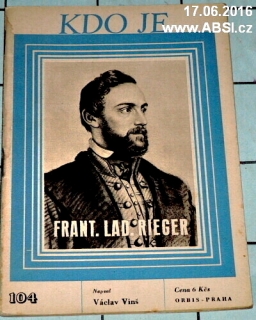 17.06.2016
www.ABSI.cz
KDO JE
FRANT. LAD. RIEGER
104
Napsal
Václav Vinš
Cena 6 Kčs
ORBIS-PRAHA